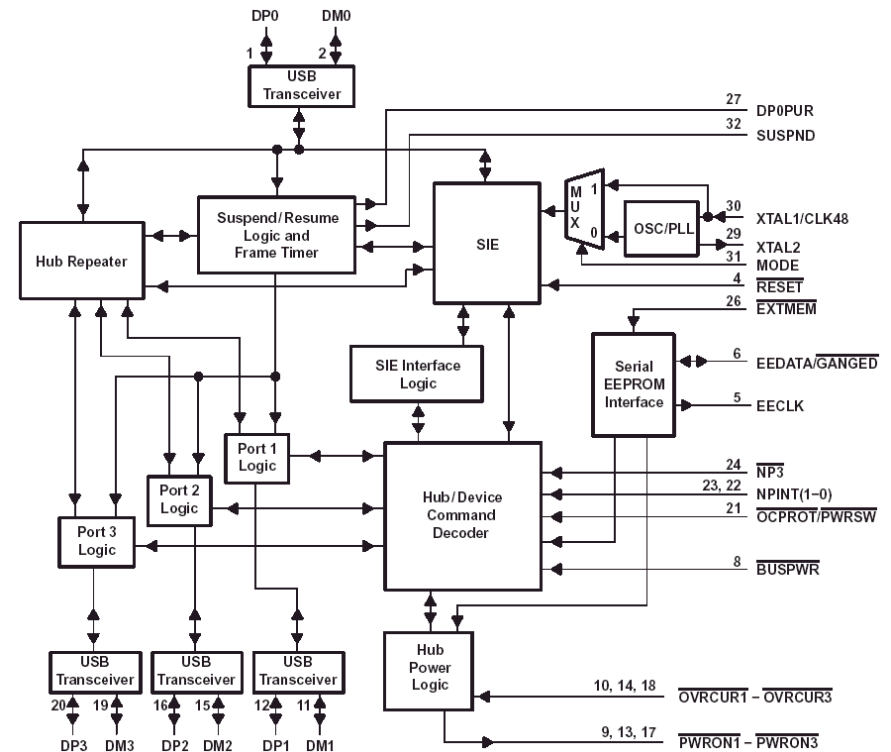 DP0 DM0
1 2
USB
Transceiver
27 DP0PUR
32 SUSPND
Suspend/Resume
Logic and
Frame Timer
Hub Repeater
SIE
MUX
1
0
OSC/PLL
30 XTAL1/CLK48
29 XTAL2
31 MODE
4 RESET
26 EXTMEM
SIE Interface
Logic
Serial
EEPROM
Interface
6 EEDATA/GANGED
5 EECLK
Port 1
Logic
Port 2
Logic
Port 3
Logic
Hub/Device
Command
Decoder
24 NP3
23, 22 NPINT(1−0)
21 OCPROT/PWRSW
8 BUSPWR
Hub
Power
Logic
USB
Transceiver
USB
Transceiver
USB
Transceiver
10, 14, 18 OVRCUR1 − OVRCUR3
9, 13, 17 PWRON1 − PWRON3
20 19 16 15 12 11
DP3 DM3 DP2 DM2 DP1 DM1